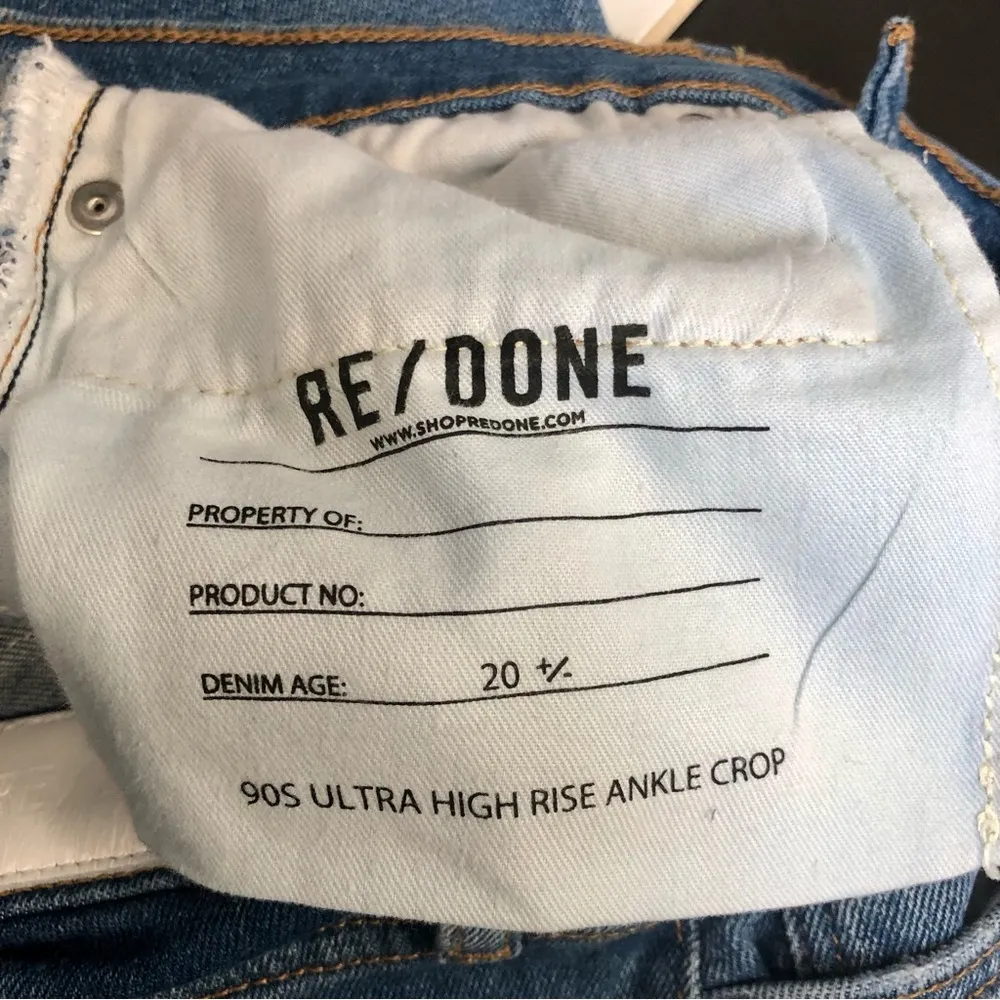 RE/DONE
WWW.SHOPREDONE.COM
PROPERTY OF:
PRODUCT NO:
DENIM AGE: 20 +/-
90S ULTRA HIGH RISE ANKLE CROP